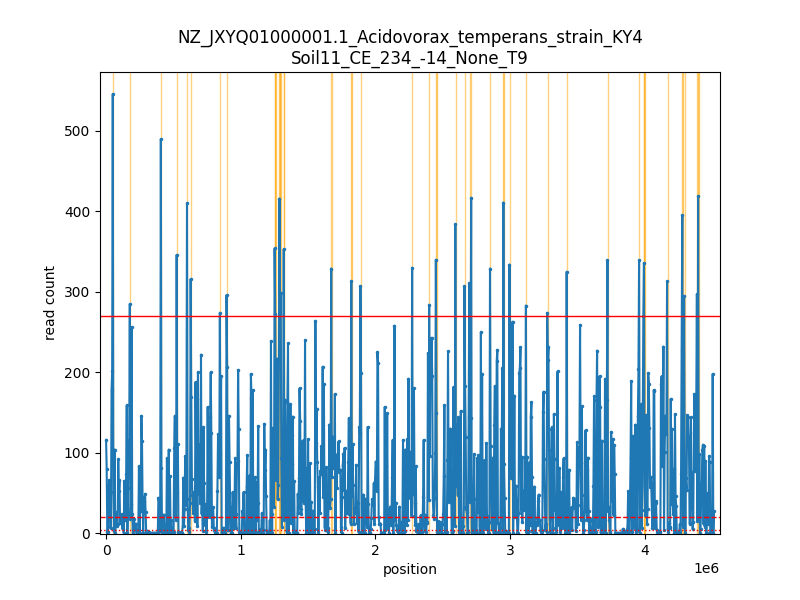 NZ_JXYQ01000001.1_Acidovorax_temperans_strain_KY4
Soil11_CE_234_-14_None_T9
500
400
300
200
100
0
read count
0
1
2
3
4
1e6
position